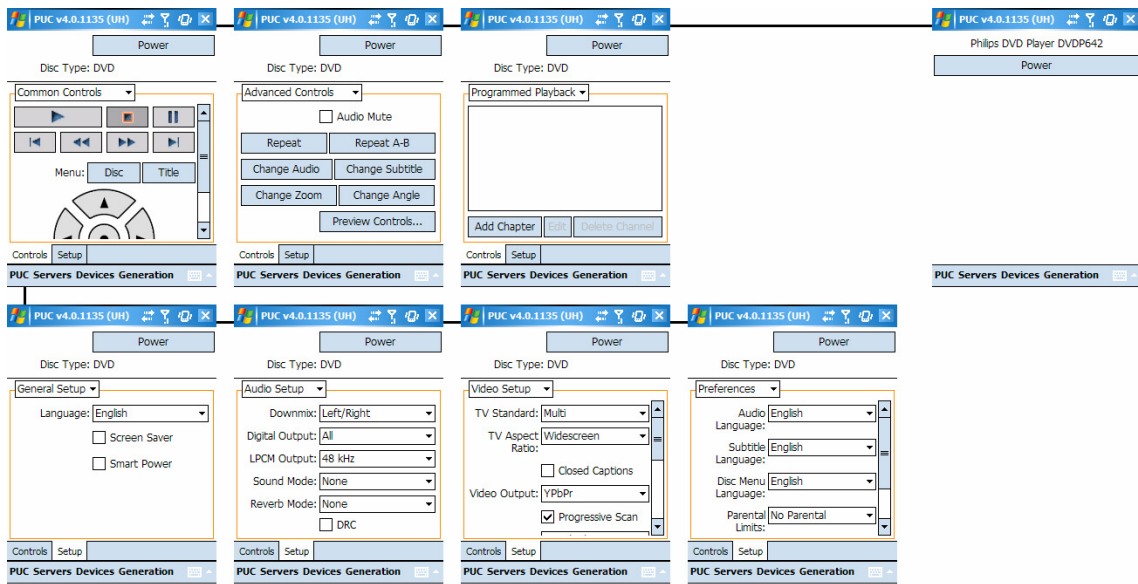 PUC v4.0.1135 (UH)
Power
Disc Type: DVD
Common Controls
Menu: Disc Title
Controls Setup
PUC Servers Devices Generation
PUC v4.0.1135 (UH)
Power
Disc Type: DVD
Advanced Controls
Audio Mute
Repeat Repeat A-B
Change Audio Change Subtitle
Change Zoom Change Angle
Preview Controls...
Controls Setup
PUC Servers Devices Generation
PUC v4.0.1135 (UH)
Power
Disc Type: DVD
Programmed Playback
Add Chapter Edit Delete Channel
Controls Setup
PUC Servers Devices Generation
PUC v4.0.1135 (UH)
Philips DVD Player DVDP642
Power
PUC Servers Devices Generation
PUC v4.0.1135 (UH)
Power
Disc Type: DVD
General Setup
Language: English
Screen Saver
Smart Power
Controls Setup
PUC Servers Devices Generation
PUC v4.0.1135 (UH)
Power
Disc Type: DVD
Audio Setup
Downmix: Left/Right
Digital Output: All
LPCM Output: 48 kHz
Sound Mode: None
Reverb Mode: None
DRC
Controls Setup
PUC Servers Devices Generation
PUC v4.0.1135 (UH)
Power
Disc Type: DVD
Video Setup
TV Standard: Multi
TV Aspect Widescreen
Ratio:
Closed Captions
Video Output: YPbPr
Progressive Scan
Controls Setup
PUC Servers Devices Generation
PUC v4.0.1135 (UH)
Power
Disc Type: DVD
Preferences
Audio English
Language:
Subtitle English
Language:
Disc Menu English
Language:
Parental No Parental
Limits:
Controls Setup
PUC Servers Devices Generation